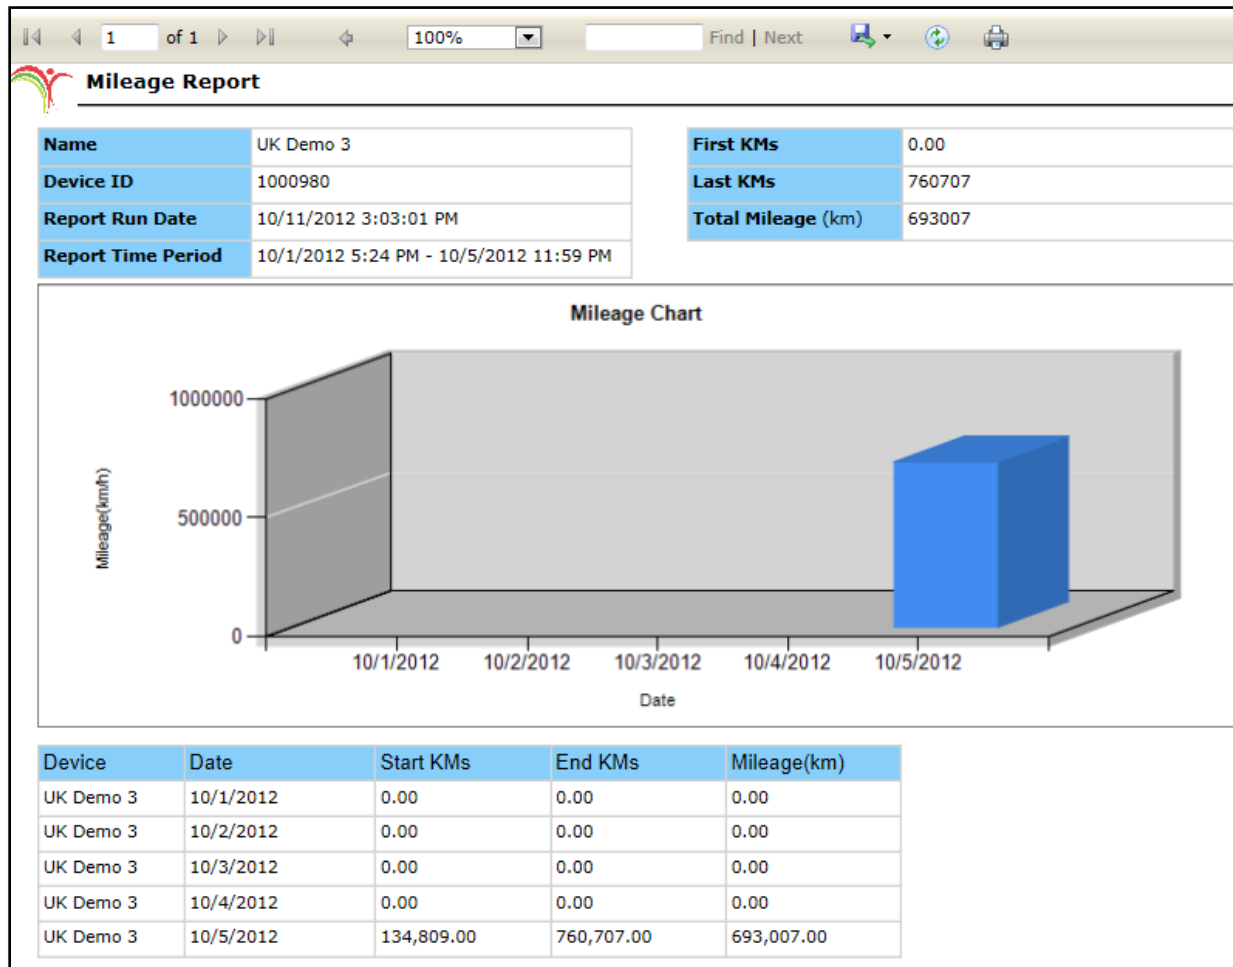 1 of 1 100% Find | Next
Mileage Report
Name UK Demo 3 First KMs 0.00
Device ID 1000980 Last KMs 760707
Report Run Date 10/11/2012 3:03:01 PM Total Mileage (km) 693007
Report Time Period 10/1/2012 5:24 PM - 10/5/2012 11:59 PM
Mileage Chart
1000000
500000
0
Mileage(km/h)
10/1/2012 10/2/2012 10/3/2012 10/4/2012 10/5/2012
Date
Device Date Start KMs End KMs Mileage(km)
UK Demo 3 10/1/2012 0.00 0.00 0.00
UK Demo 3 10/2/2012 0.00 0.00 0.00
UK Demo 3 10/3/2012 0.00 0.00 0.00
UK Demo 3 10/4/2012 0.00 0.00 0.00
UK Demo 3 10/5/2012 134,809.00 760,707.00 693,007.00